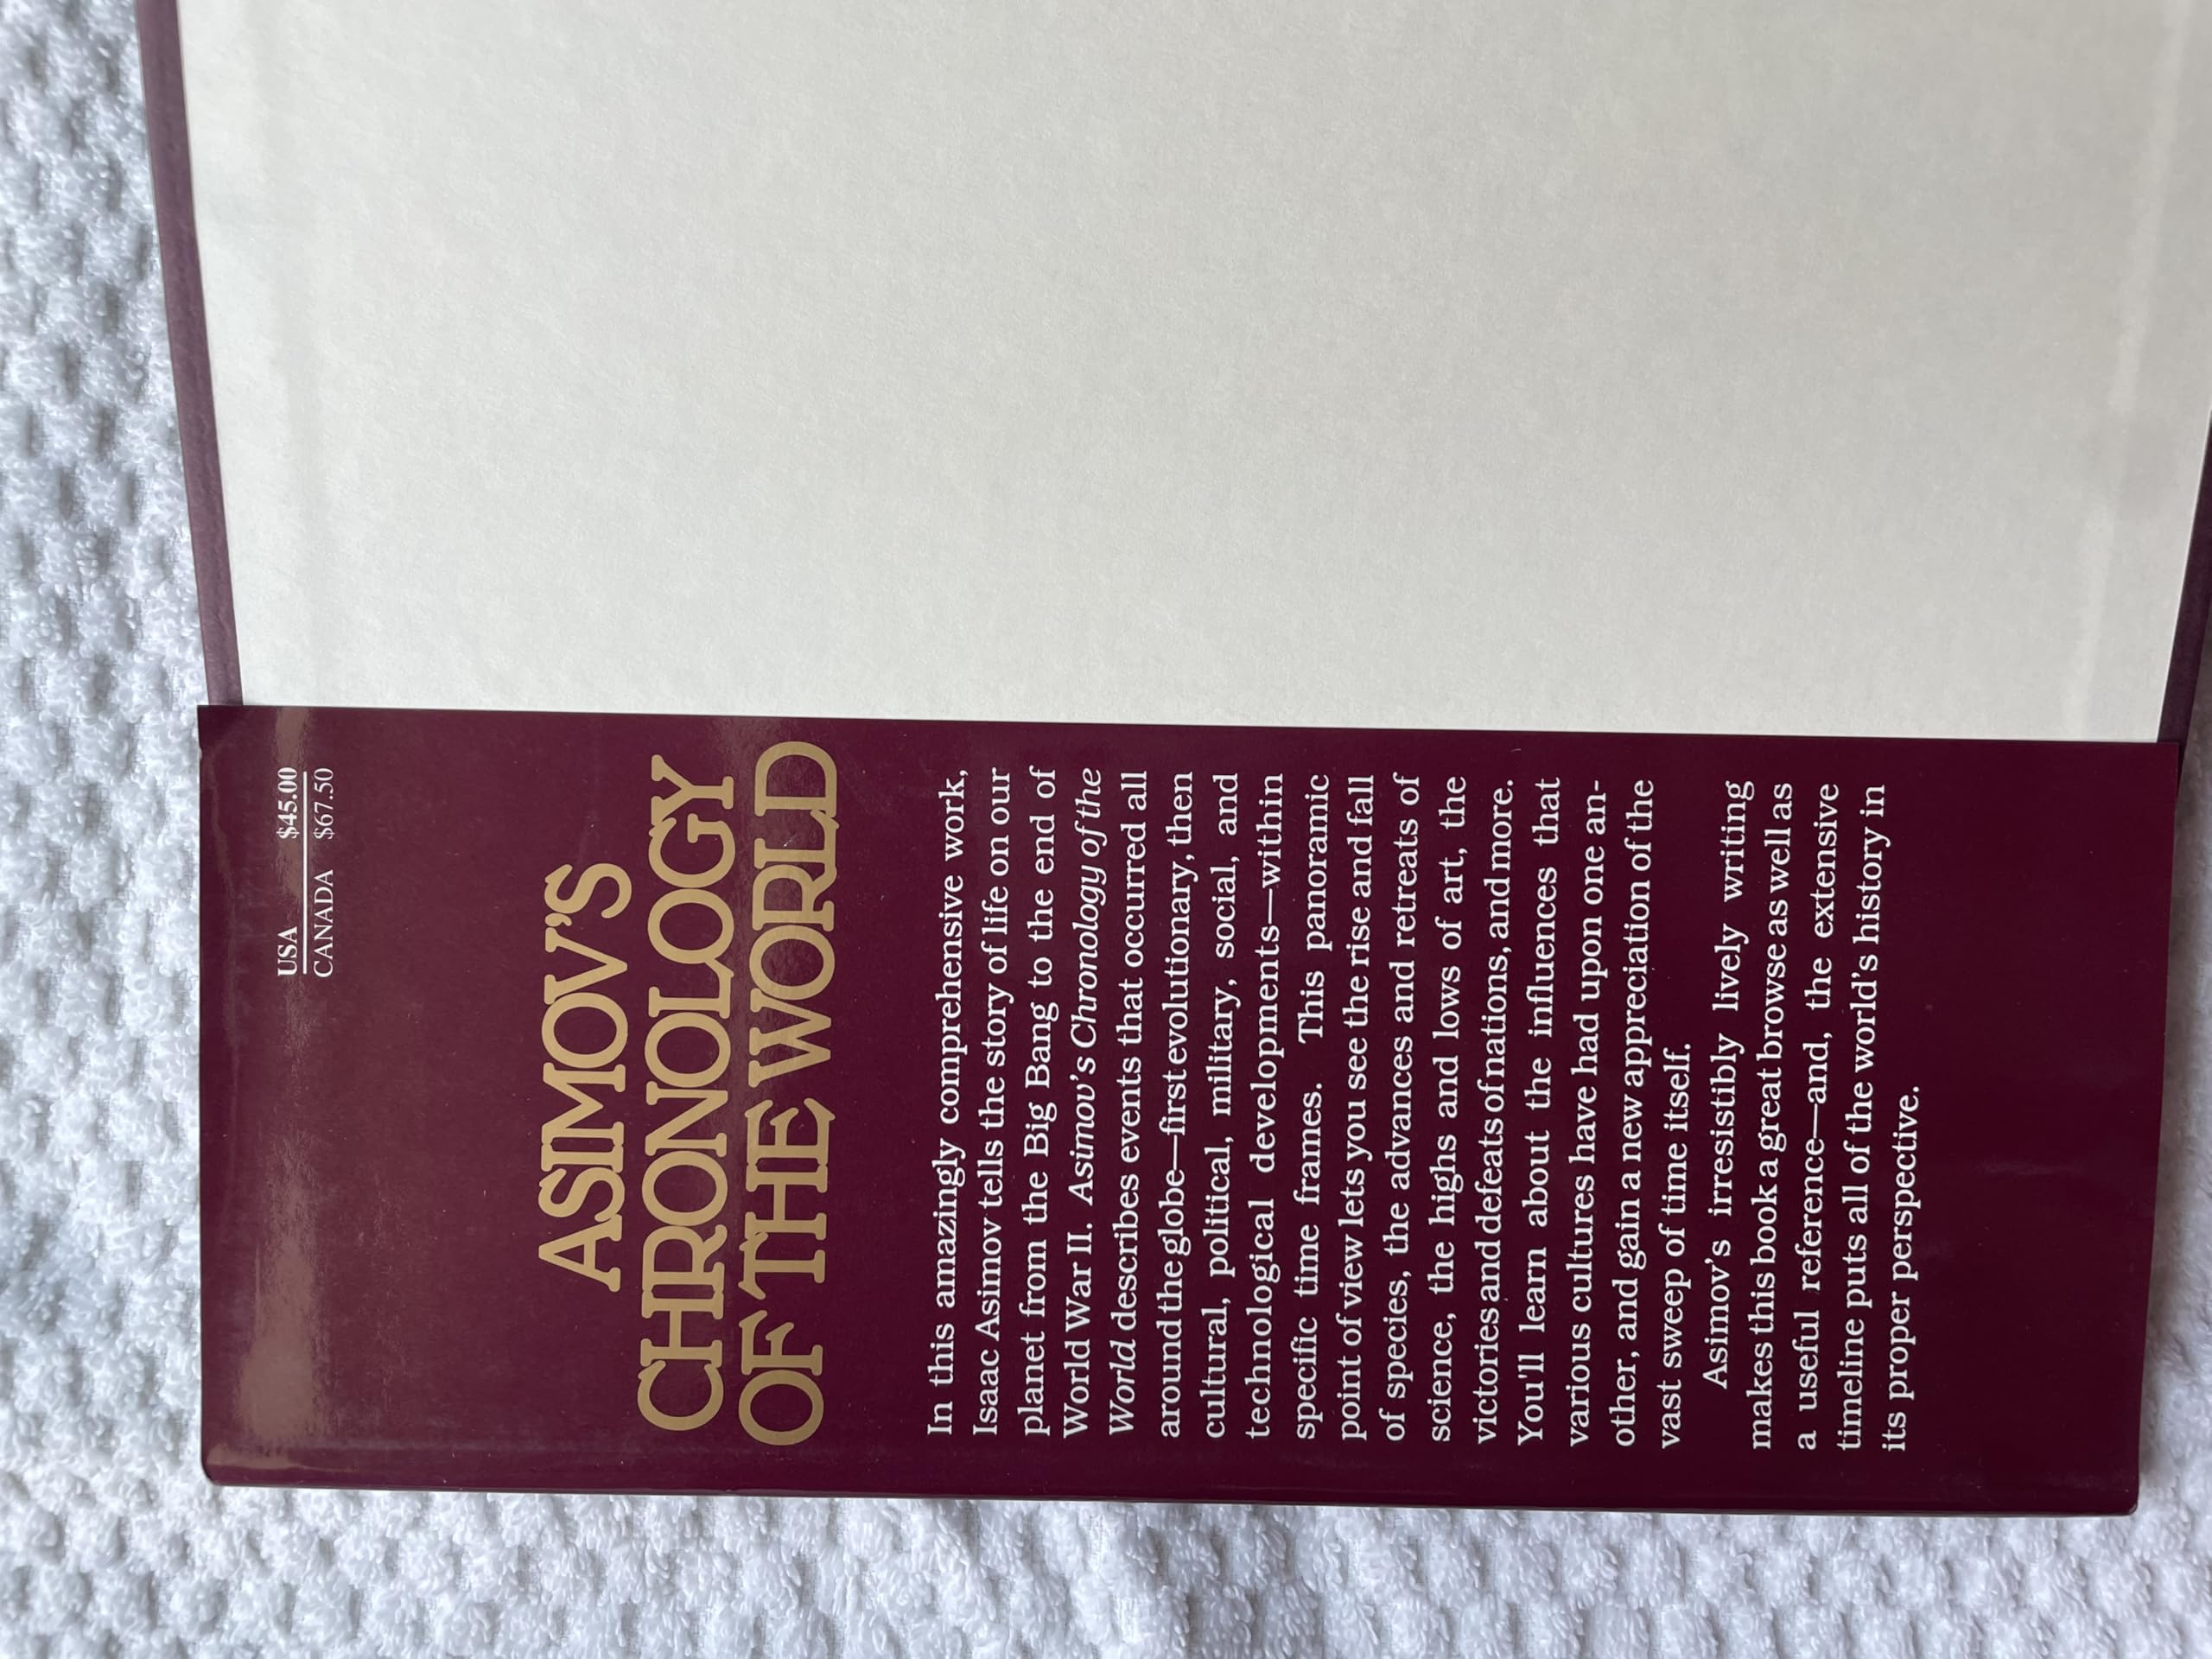 USA $45.00
CANADA $67.50
ASIMOV'S
CHRONOLOGY
OF THE WORLD
In this amazingly comprehensive work,
Isaac Asimov tells the story of life on our
planet from the Big Bang to the end of
World War II. Asimov's Chronology of the
World describes events that occurred all
around the globe—first evolutionary, then
cultural, political, military, social, and
technological developments—within
specific time frames. This panoramic
point of view lets you see the rise and fall
of species, the advances and retreats of
science, the highs and lows of art, the
victories and defeats of nations, and more.
You'll learn about the influences that
various cultures have had upon one an-
other, and gain a new appreciation of the
vast sweep of time itself.
Asimov's irresistibly lively writing
makes this book a great browse as well as
a useful reference—and, the extensive
timeline puts all of the world's history in
its proper perspective.